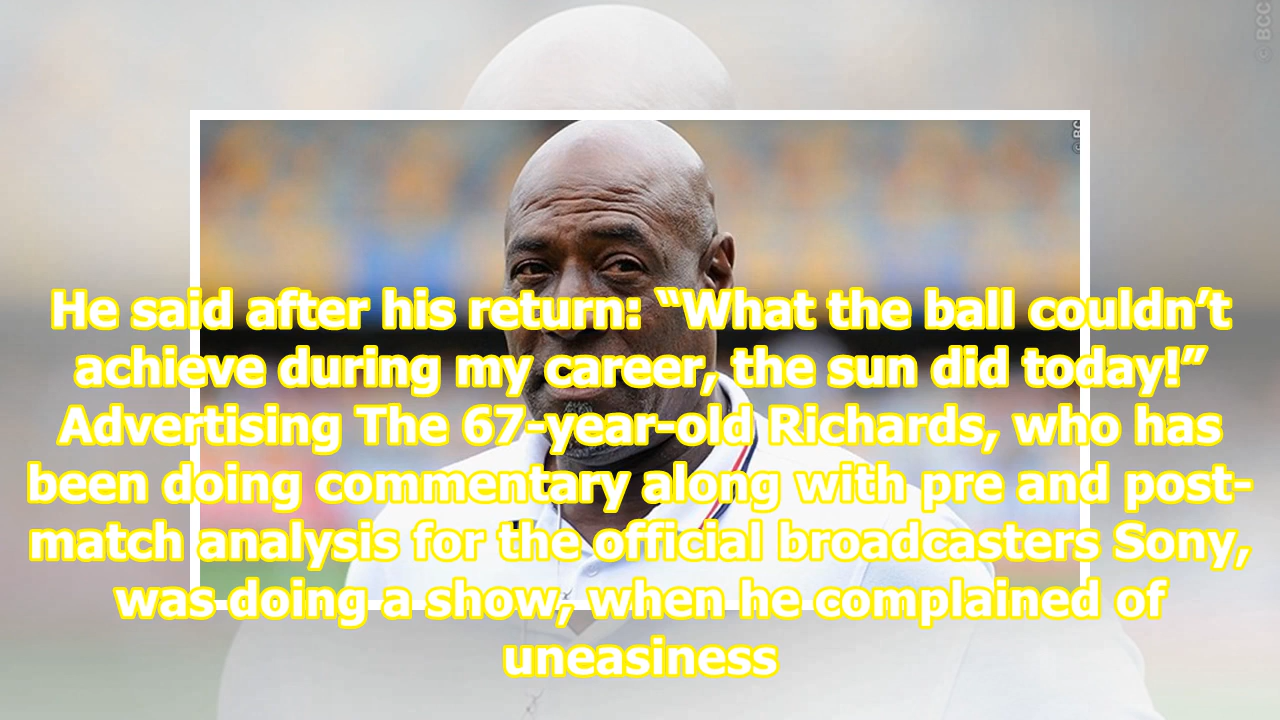 © BCC
© BC
He said after his return: “What the ball couldn’t
achieve during my career, the sun did today!”
Advertising The 67-year-old Richards, who has
been doing commentary along with pre and post-
match analysis for the official broadcasters Sony,
was doing a show, when he complained of
uneasiness